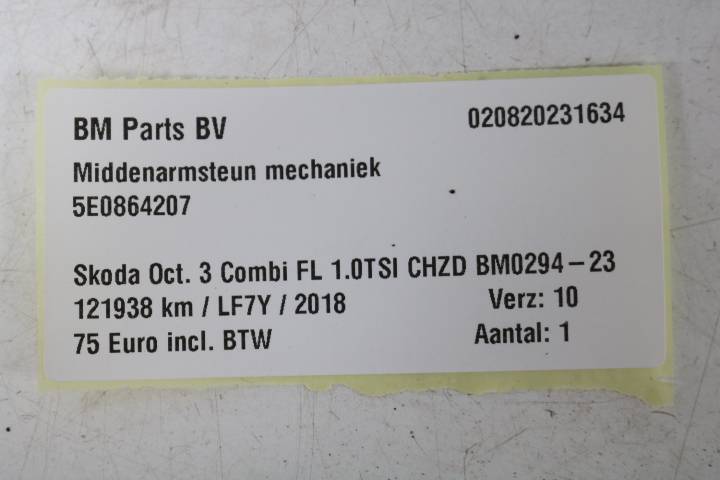 BM Parts BV 020820231634
Middenarmsteun mechaniek
5E0864207
Skoda Oct. 3 Combi FL 1.0TSI CHZD BM0294-23
121938 km / LF7Y / 2018 Verz: 10
75 Euro incl. BTW Aantal: 1